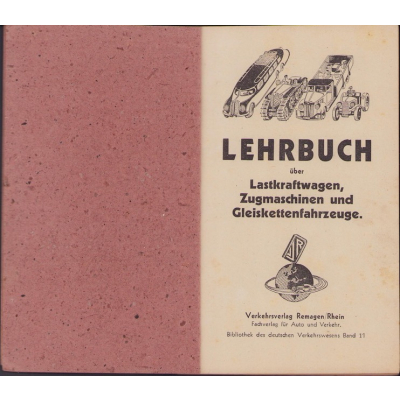 LEHRBUCH
über
Lastkraftwagen,
Zugmaschinen und
Gleiskettenfahrzeuge.
Verkehrsverlag Remagen/Rhein
Fachverlag für Auto und Verkehr.
Bibliothek des deutschen Verkehrswesens Band 11